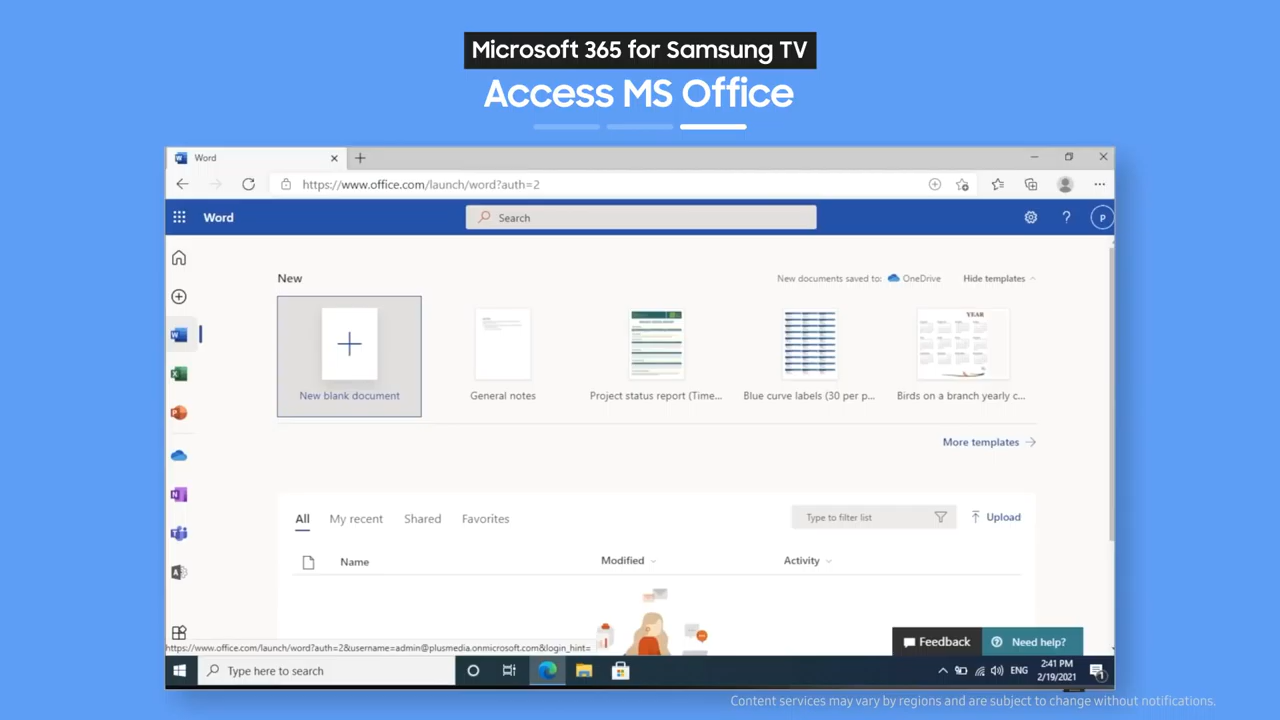 Microsoft 365 for Samsung TV
Access MS Office
Word
https://www.office.com/launch/word?auth=2
Word
Search
P
New
New documents saved to: OneDrive
Hide templates
New blank document
General notes
Project status report (Time...
Blue curve labels (30 per p...
Birds on a branch yearly c...
YEAR
More templates
All
My recent
Shared
Favorites
Type to filter list
Upload
Name
Modified
Activity
Feedback
Need help?
https://www.office.com/launch/word?auth=2&username=admin@plusmedia.onmicrosoft.com&login_hint=
Type here to search
ENG
2:41 PM
2/19/2021
1
Content services may vary by regions and are subject to change without notifications.